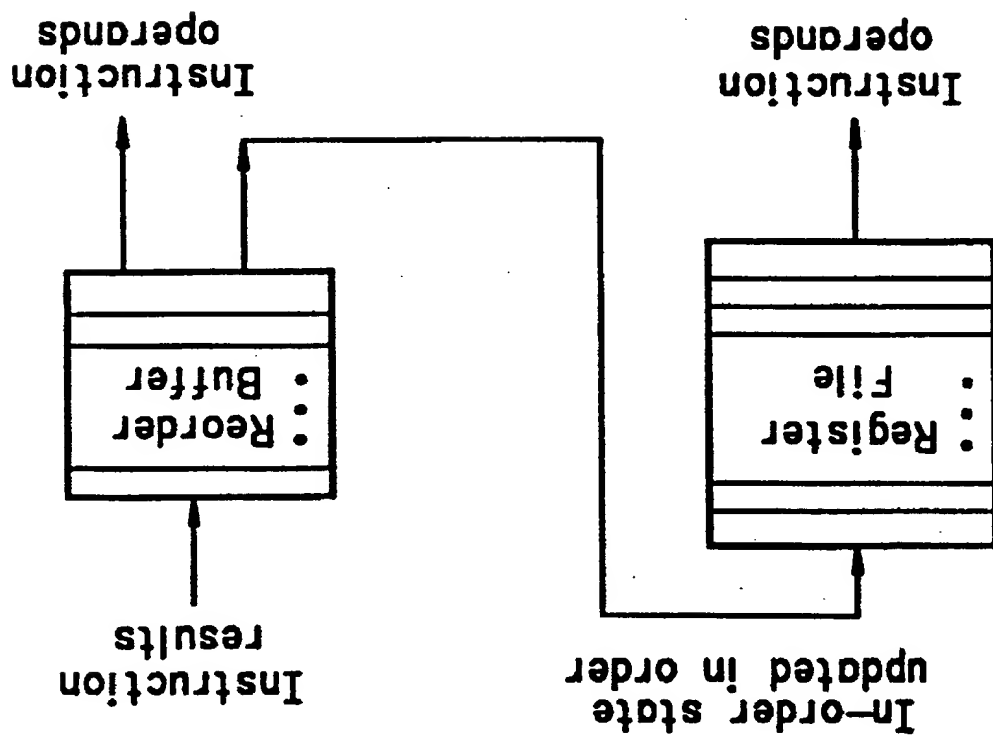 In-order state
updated in order
Instruction
results
Register
File
Reorder
Buffer
Instruction
operands
Instruction
operands